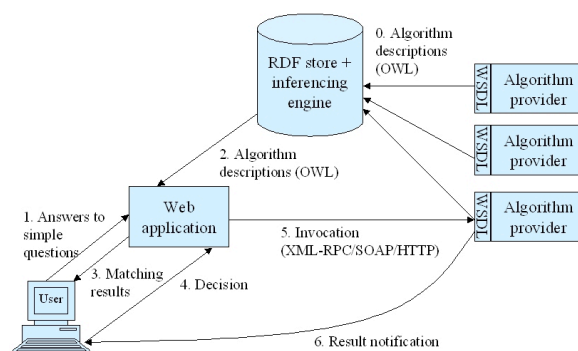 0. Algorithm
descriptions
(OWL)
RDF store +
inferencing
engine
WSDL
Algorithm
provider
WSDL
Algorithm
provider
2. Algorithm
descriptions (OWL)
WSDL
Algorithm
provider
Web
application
1. Answers to
simple
questions
5. Invocation
(XML-RPC/SOAP/HTTP)
3. Matching
results
4. Decision
User
6. Result notification